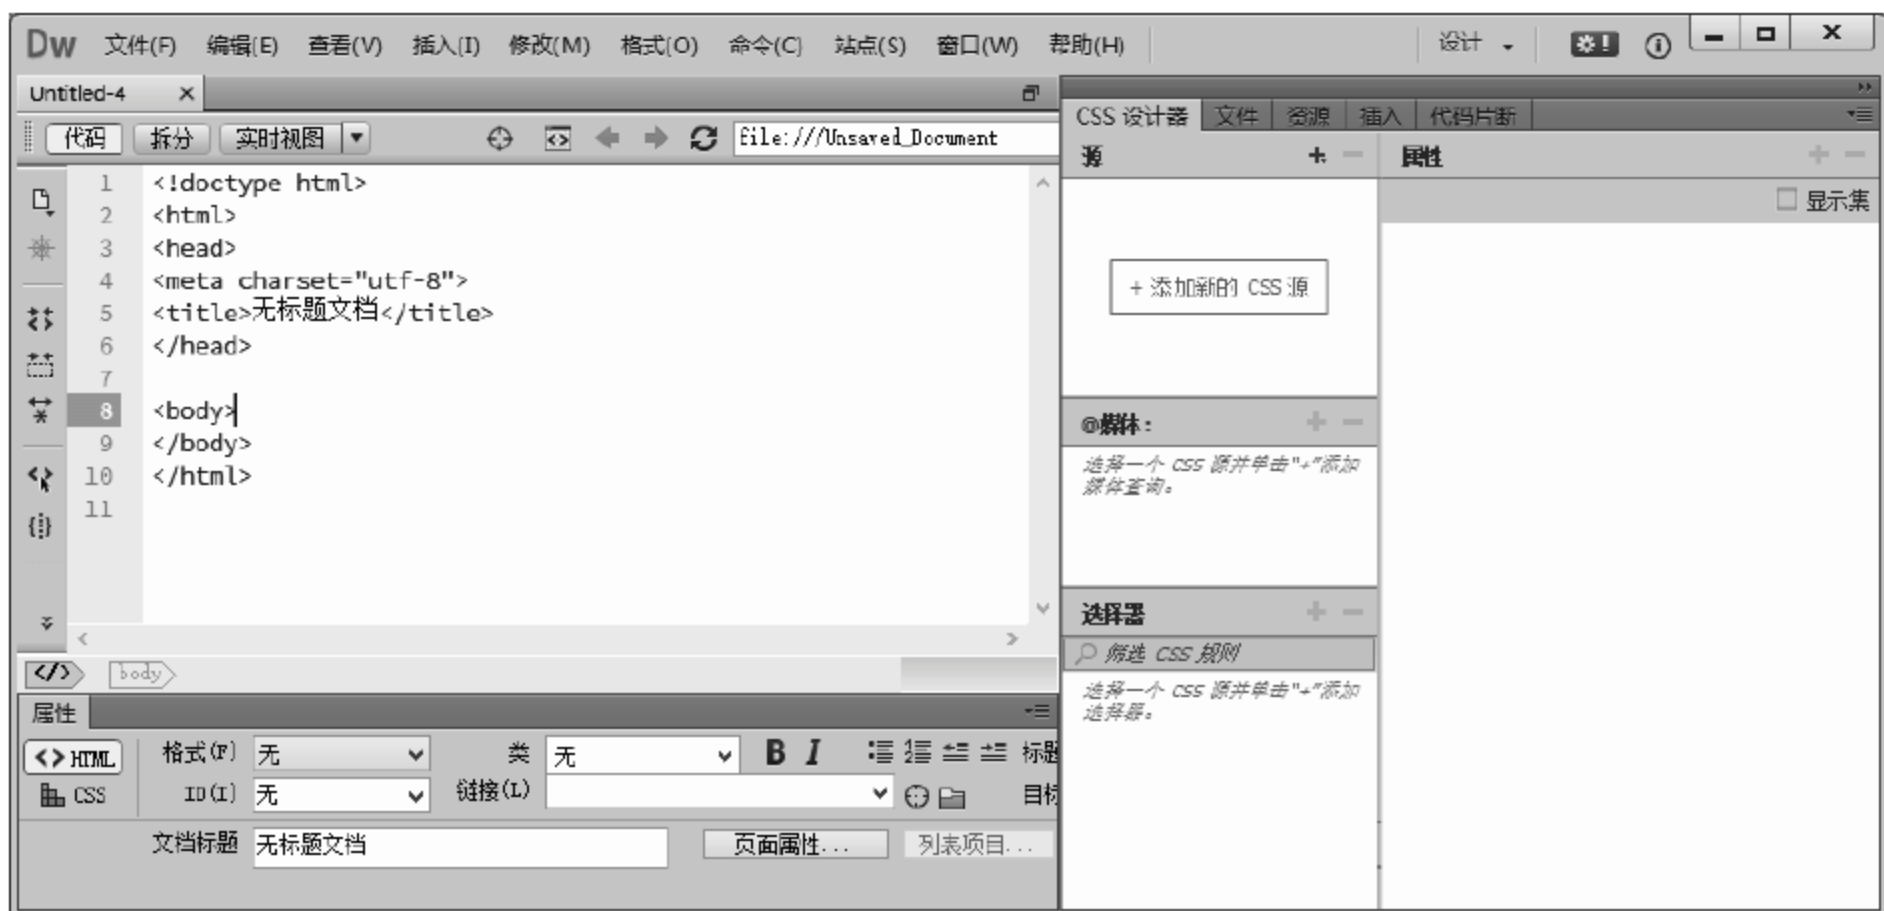 Dw 文件(F) 编辑(E) 查看(V) 插入(I) 修改(M) 格式(O) 命令(C) 站点(S) 窗口(W) 帮助(H) 设计
Untitled-4 ×
代码 拆分 实时视图 file:///Unsaved_Document
1 <!doctype html>
2 <html>
3 <head>
4 <meta charset="utf-8">
5 <title>无标题文档</title>
6 </head>
7
8 <body>
9 </body>
10 </html>
11
body
属性
HTML 格式(F) 无 类 无 B I 标题
CSS ID(I) 无 链接(L) 目标
文档标题 无标题文档 页面属性... 列表项目...
CSS 设计器 文件 资源 插入 代码片断
源 + − 属性 + −
显示集
+ 添加新的 CSS 源
@媒体: + −
选择一个 CSS 源并单击"+"添加
媒体查询。
选择器 + −
筛选 CSS 规则
选择一个 CSS 源并单击"+"添加
选择器。